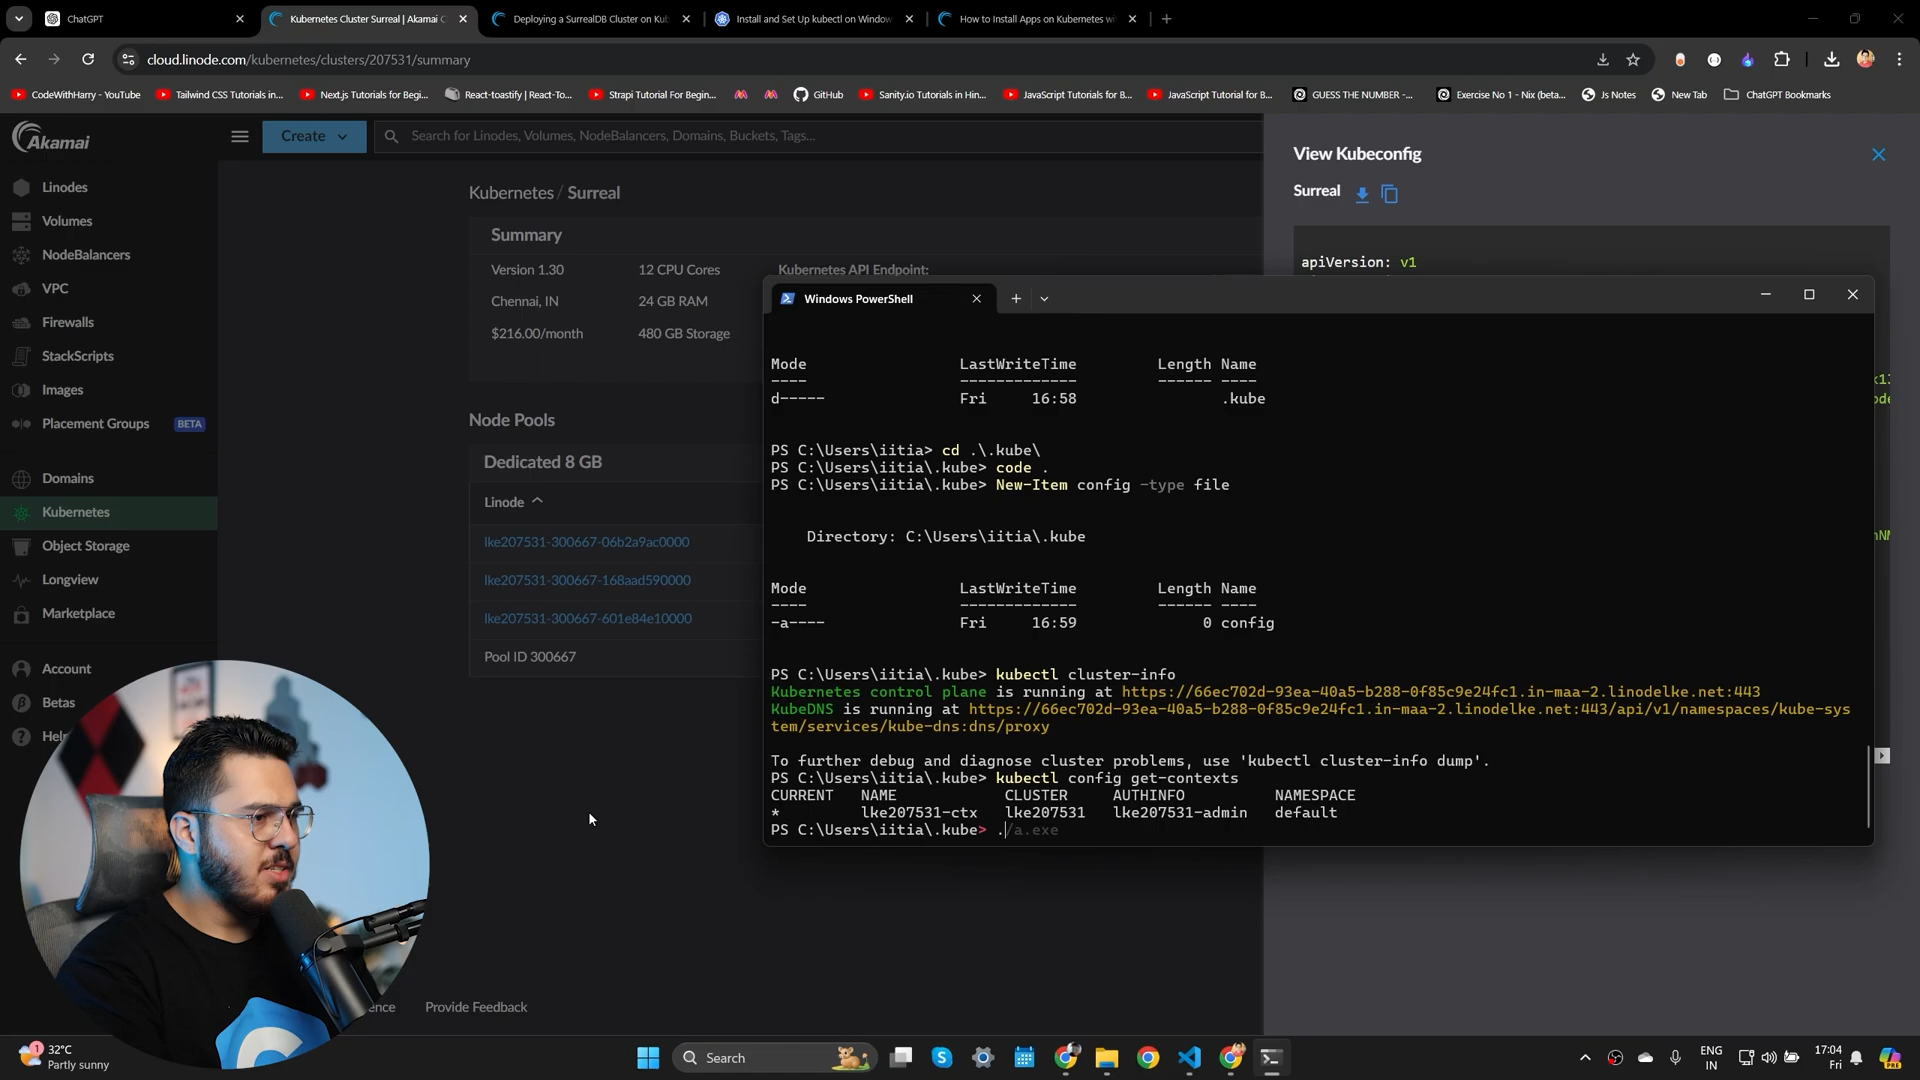 ChatGPT
Kubernetes Cluster Surreal | Akamai C
Deploying a SurrealDB Cluster on Kub
Install and Set Up kubectl on Window
How to Install Apps on Kubernetes wi
cloud.linode.com/kubernetes/clusters/207531/summary
CodeWithHarry - YouTube
Tailwind CSS Tutorials in...
Next.js Tutorials for Begi...
React-toastify | React-To...
Strapi Tutorial For Begin...
GitHub
Sanity.io Tutorials in Hin...
JavaScript Tutorials for B...
JavaScript Tutorial for B...
GUESS THE NUMBER -...
Exercise No 1 - Nix (beta...
Js Notes
New Tab
ChatGPT Bookmarks
Akamai
Create
Search for Linodes, Volumes, NodeBalancers, Domains, Buckets, Tags...
Linodes
Volumes
NodeBalancers
VPC
Firewalls
StackScripts
Images
Placement Groups BETA
Domains
Kubernetes
Object Storage
Longview
Marketplace
Account
Betas
Help
Kubernetes / Surreal
Summary
Version 1.30
12 CPU Cores
Kubernetes API Endpoint:
Chennai, IN
24 GB RAM
$216.00/month
480 GB Storage
Node Pools
Dedicated 8 GB
Linode
lke207531-300667-06b2a9ac0000
lke207531-300667-168aad590000
lke207531-300667-601e84e10000
Pool ID 300667
ence
Provide Feedback
View Kubeconfig
Surreal
apiVersion: v1
Windows PowerShell
Mode LastWriteTime Length Name
---- ------------- ------ ----
d----- Fri 16:58 .kube
PS C:\Users\iitia> cd .\.kube\
PS C:\Users\iitia\.kube> code .
PS C:\Users\iitia\.kube> New-Item config -type file
Directory: C:\Users\iitia\.kube
Mode LastWriteTime Length Name
---- ------------- ------ ----
-a---- Fri 16:59 0 config
PS C:\Users\iitia\.kube> kubectl cluster-info
Kubernetes control plane is running at https://66ec702d-93ea-40a5-b288-0f85c9e24fc1.in-maa-2.linodelke.net:443
KubeDNS is running at https://66ec702d-93ea-40a5-b288-0f85c9e24fc1.in-maa-2.linodelke.net:443/api/v1/namespaces/kube-sys
tem/services/kube-dns:dns/proxy
To further debug and diagnose cluster problems, use 'kubectl cluster-info dump'.
PS C:\Users\iitia\.kube> kubectl config get-contexts
CURRENT NAME CLUSTER AUTHINFO NAMESPACE
* lke207531-ctx lke207531 lke207531-admin default
PS C:\Users\iitia\.kube> ./a.exe
1
32°C
Partly sunny
Search
ENG
IN
17:04
Fri
PRE